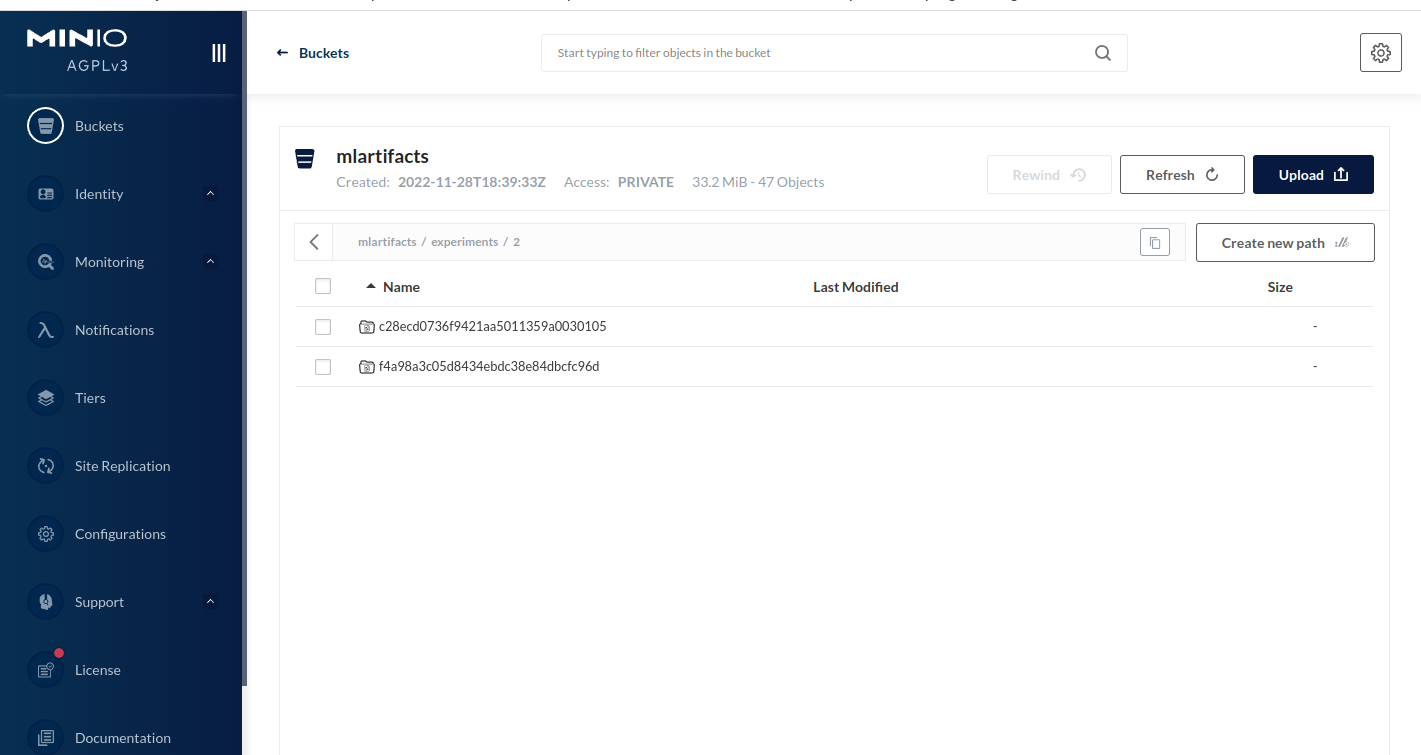 MINIO
AGPLv3
Buckets
Identity
Monitoring
Notifications
Tiers
Site Replication
Configurations
Support
License
Documentation
← Buckets
Start typing to filter objects in the bucket
mlartifacts
Created: 2022-11-28T18:39:33Z Access: PRIVATE 33.2 MiB - 47 Objects
Rewind
Refresh
Upload
mlartifacts / experiments / 2
Create new path
Name Last Modified Size
c28ecd0736f9421aa5011359a0030105 -
f4a98a3c05d8434ebdc38e84dbcfc96d -